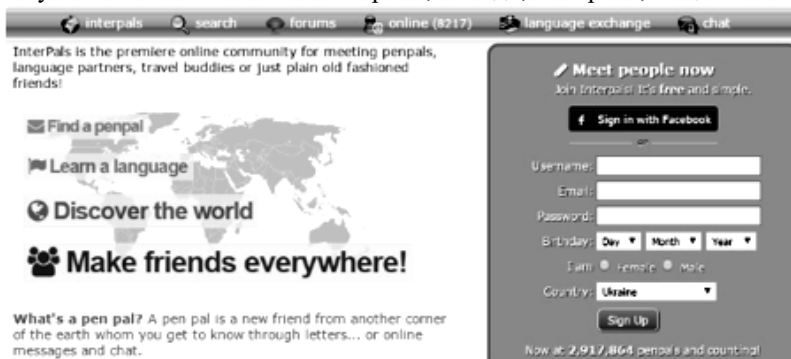 interpals search forums online (8217) language exchange chat
InterPals is the premiere online community for meeting penpals,
language partners, travel buddies or just plain old fashioned
friends!
Find a penpal
Learn a language
Discover the world
Make friends everywhere!
What's a pen pal? A pen pal is a new friend from another corner
of the earth whom you get to know through letters... or online
messages and chat.
Meet people now
Join Interpals! It's free and simple.
Sign in with Facebook
or
Username:
Email:
Password:
Birthday: Day Month Year
I am Female Male
Country: Ukraine
Sign Up
Now at 2,917,864 penpals and counting!